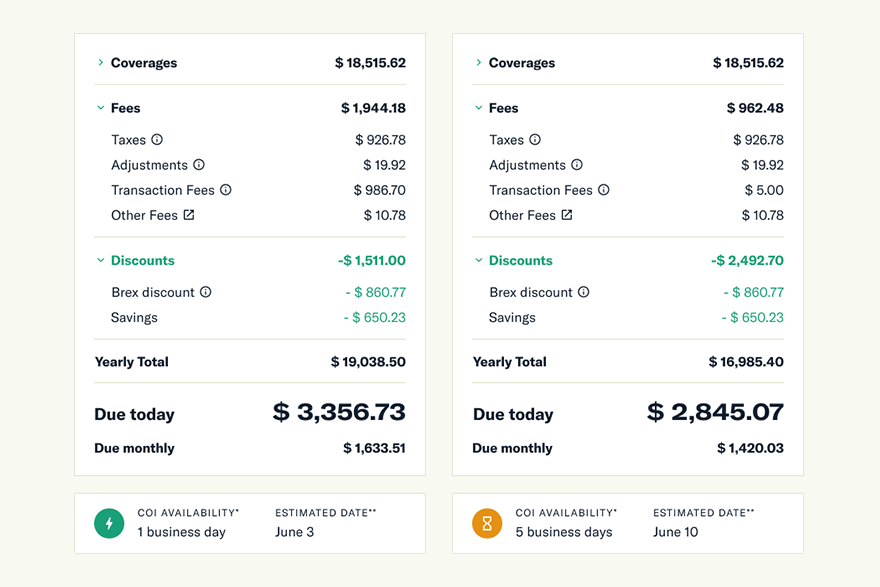 Coverages $ 18,515.62
Fees $ 1,944.18
Taxes $ 926.78
Adjustments $ 19.92
Transaction Fees $ 986.70
Other Fees $ 10.78
Discounts -$ 1,511.00
Brex discount - $ 860.77
Savings - $ 650.23
Yearly Total $ 19,038.50
Due today $ 3,356.73
Due monthly $ 1,633.51
COI AVAILABILITY* ESTIMATED DATE**
1 business day June 3
Coverages $ 18,515.62
Fees $ 962.48
Taxes $ 926.78
Adjustments $ 19.92
Transaction Fees $ 5.00
Other Fees $ 10.78
Discounts -$ 2,492.70
Brex discount - $ 860.77
Savings - $ 650.23
Yearly Total $ 16,985.40
Due today $ 2,845.07
Due monthly $ 1,420.03
COI AVAILABILITY* ESTIMATED DATE**
5 business days June 10